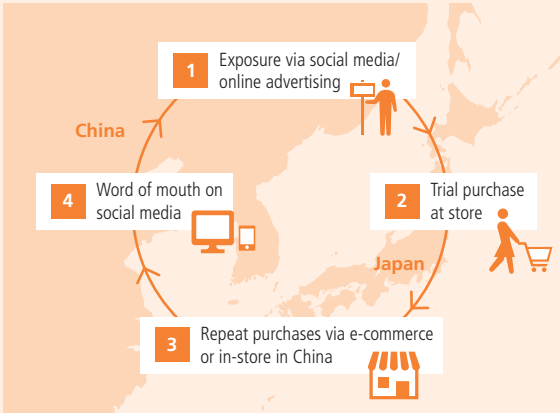 1
Exposure via social media/
online advertising
China
4
Word of mouth on
social media
2
Trial purchase
at store
Japan
3
Repeat purchases via e-commerce
or in-store in China